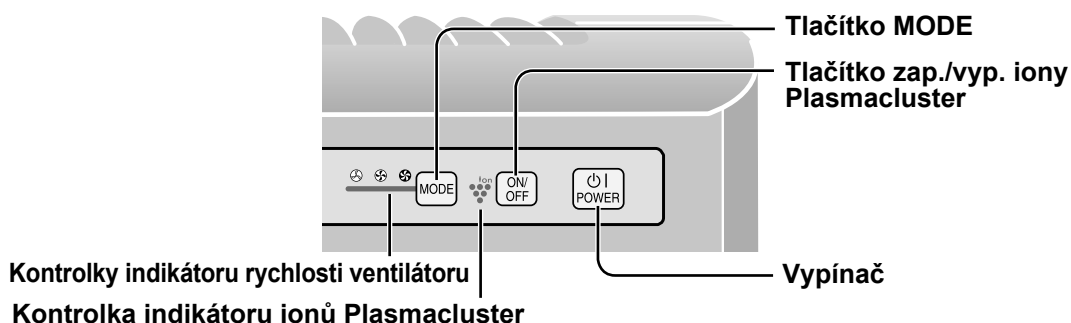 Tlačítko MODE
Tlačítko zap./vyp. iony
Plasmacluster
Ion
MODE
ON/
OFF
POWER
Kontrolky indikátoru rychlosti ventilátoru
Vypínač
Kontrolka indikátoru ionů Plasmacluster